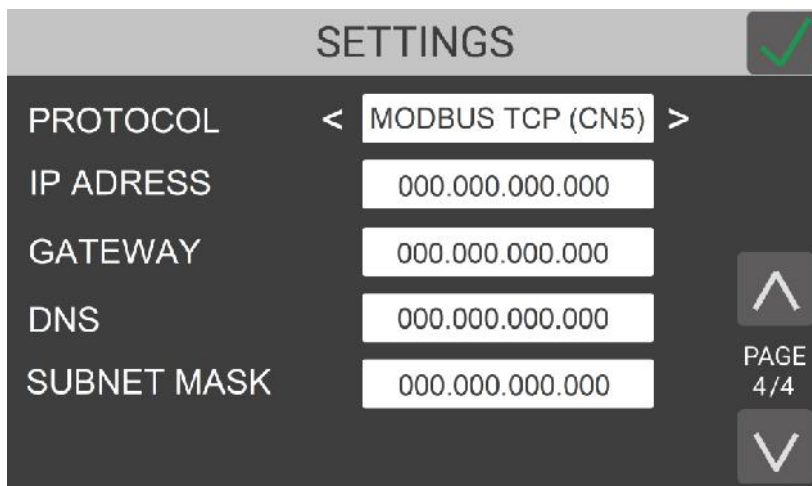 SETTINGS
PROTOCOL < MODBUS TCP (CN5) >
IP ADRESS 000.000.000.000
GATEWAY 000.000.000.000
DNS 000.000.000.000
SUBNET MASK 000.000.000.000
PAGE
4/4